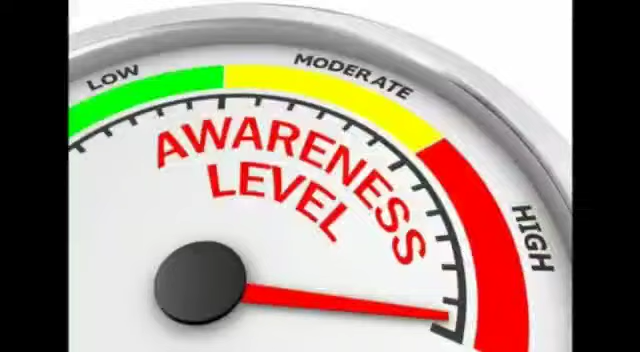 LOW
MODERATE
HIGH
AWARENESS
LEVEL